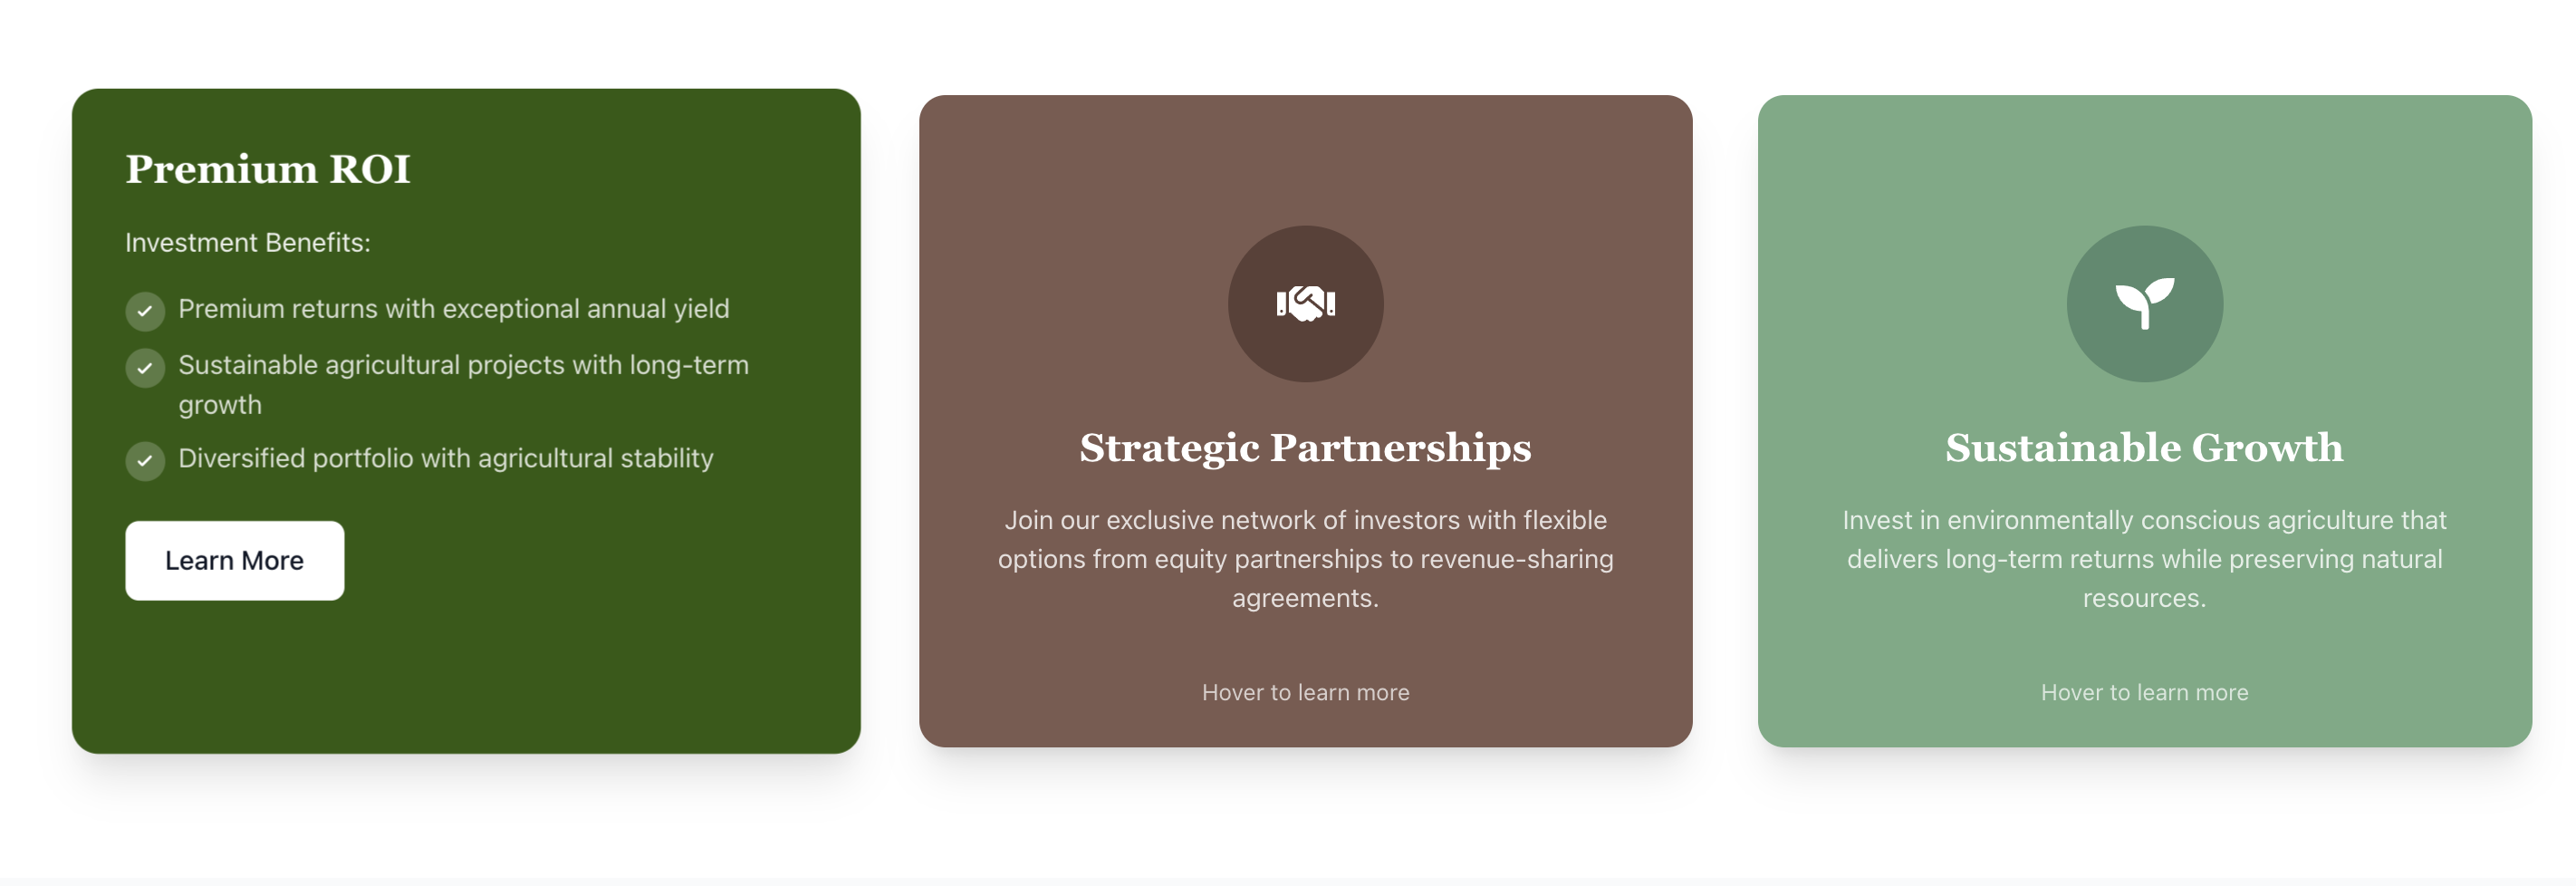 Premium ROI
Investment Benefits:
Premium returns with exceptional annual yield
Sustainable agricultural projects with long-term
growth
Diversified portfolio with agricultural stability
Learn More
Strategic Partnerships
Join our exclusive network of investors with flexible
options from equity partnerships to revenue-sharing
agreements.
Hover to learn more
Sustainable Growth
Invest in environmentally conscious agriculture that
delivers long-term returns while preserving natural
resources.
Hover to learn more